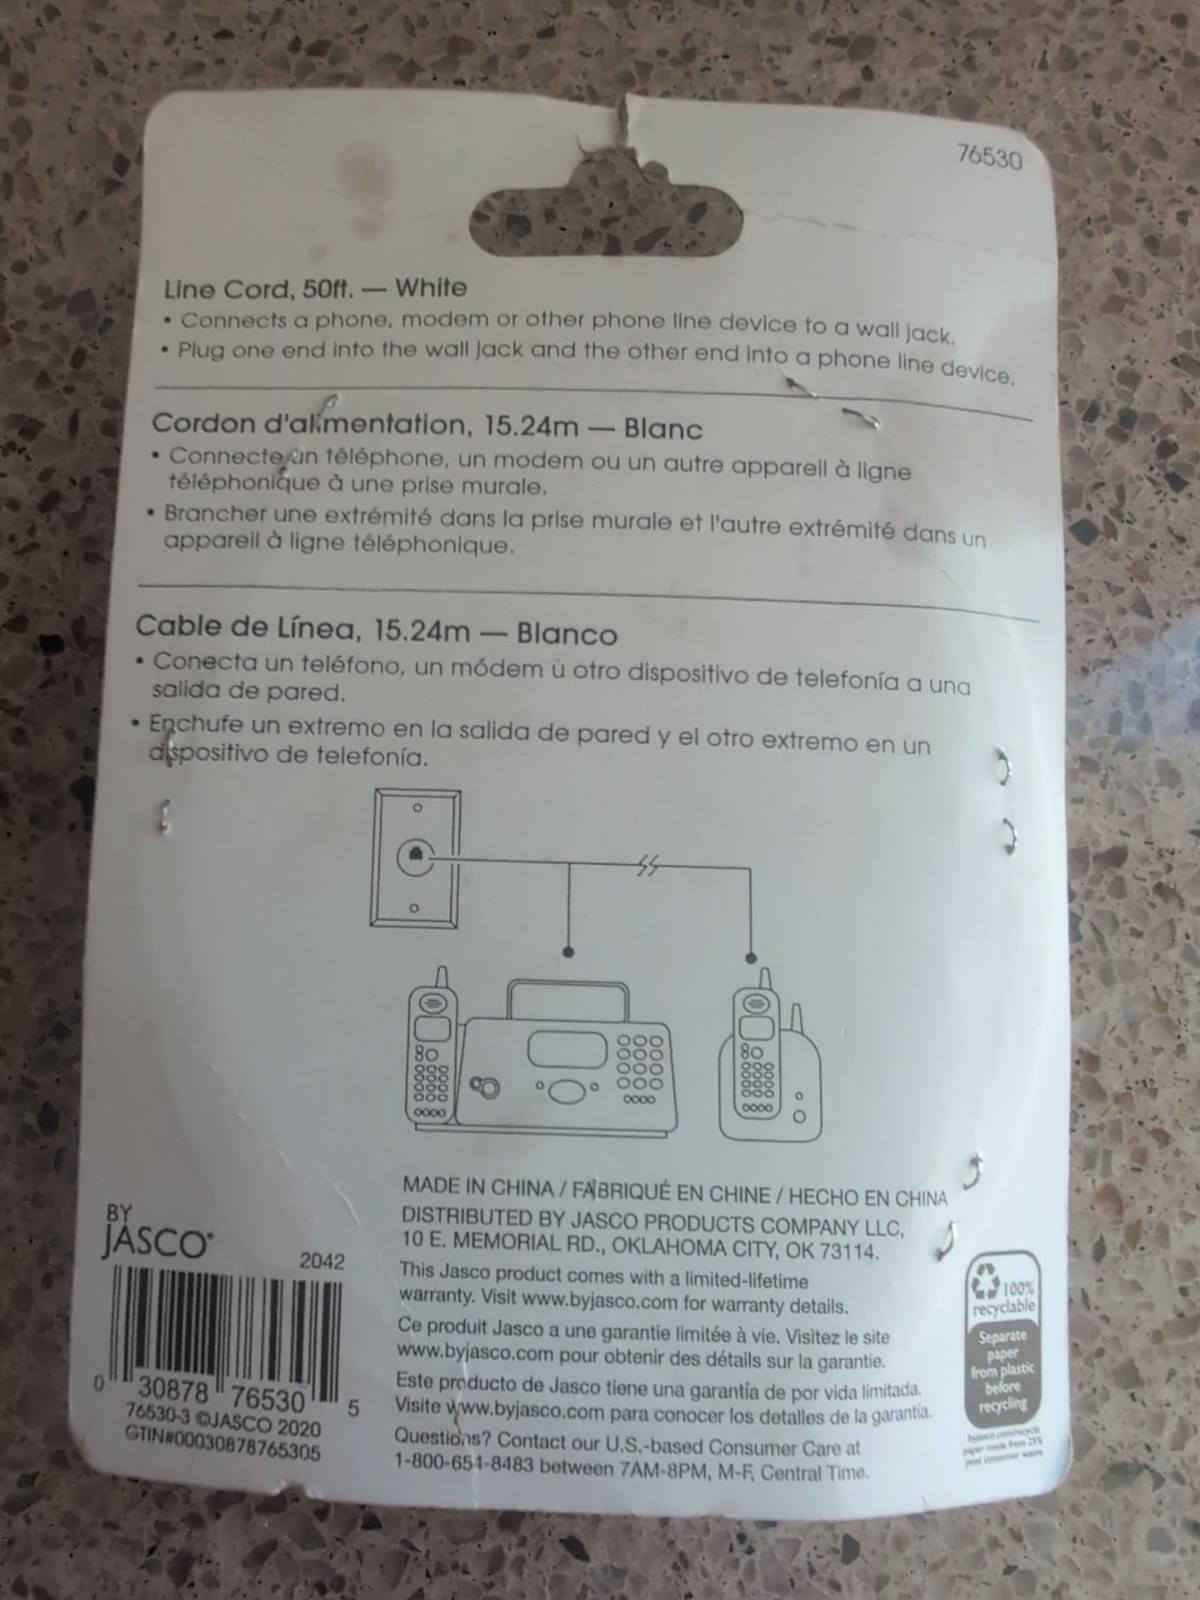 76530
Line Cord, 50ft. — White
• Connects a phone, modem or other phone line device to a wall jack.
• Plug one end into the wall jack and the other end into a phone line device.
Cordon d'alimentation, 15.24m — Blanc
• Connecte un téléphone, un modem ou un autre appareil à ligne
téléphonique à une prise murale.
• Brancher une extrémité dans la prise murale et l'autre extrémité dans un
appareil à ligne téléphonique.
Cable de Línea, 15.24m — Blanco
• Conecta un teléfono, un módem ù otro dispositivo de telefonía a una
salida de pared.
• Enchufe un extremo en la salida de pared y el otro extremo en un
dispositivo de telefonía.
MADE IN CHINA / FABRIQUÉ EN CHINE / HECHO EN CHINA
DISTRIBUTED BY JASCO PRODUCTS COMPANY LLC,
10 E. MEMORIAL RD., OKLAHOMA CITY, OK 73114.
This Jasco product comes with a limited-lifetime
warranty. Visit www.byjasco.com for warranty details.
Ce produit Jasco a une garantie limitée à vie. Visitez le site
www.byjasco.com pour obtenir des détails sur la garantie.
Este producto de Jasco tiene una garantía de por vida limitada.
Visite www.byjasco.com para conocer los detalles de la garantía.
Questions? Contact our U.S.-based Consumer Care at
1-800-654-8483 between 7AM-8PM, M-F, Central Time.
BY
JASCO®
2042
0 30878 76530 5
76530-3 ©JASCO 2020
GTIN#00030878765305
100%
recyclable
Separate
paper
from plastic
before
recycling
byjasco.com/recycle
paper made from 25%
post consumer waste